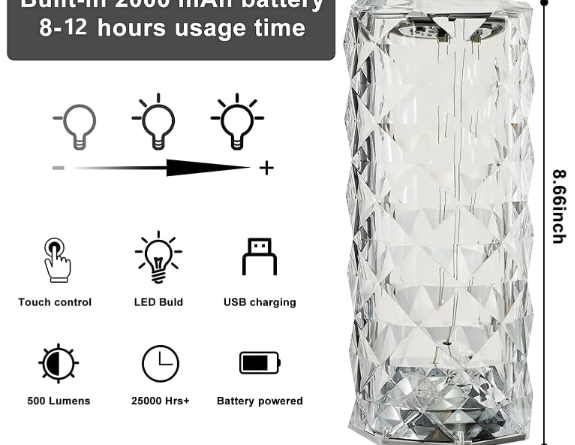 Built-in 2000 mAh battery
8-12 hours usage time
- +
Touch control
LED Buld
USB charging
500 Lumens
25000 Hrs+
Battery powered
8.66inch